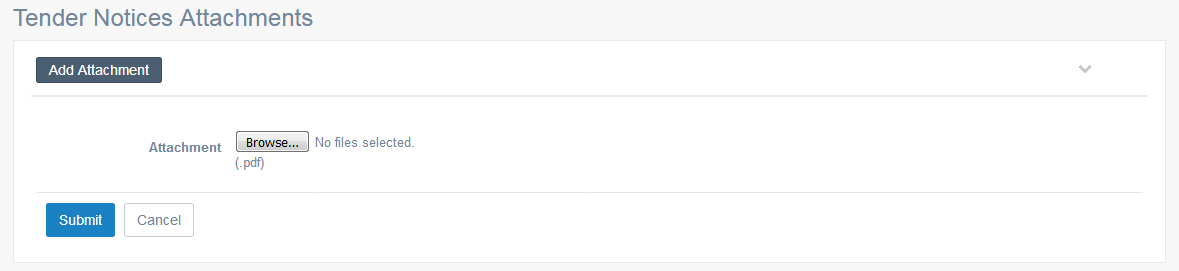 Tender Notices Attachments
Add Attachment
Attachment Browse... No files selected.
(.pdf)
Submit Cancel